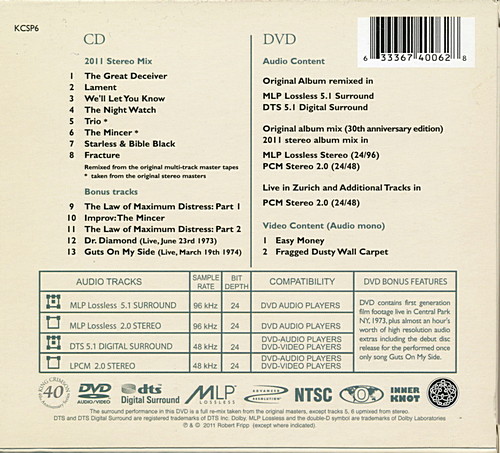 KCSP6
CD
2011 Stereo Mix
1 The Great Deceiver
2 Lament
3 We'll Let You Know
4 The Night Watch
5 Trio *
6 The Mincer *
7 Starless & Bible Black
8 Fracture
Remixed from the original multi-track master tapes
* taken from the original stereo masters
Bonus tracks
9 The Law of Maximum Distress: Part 1
10 Improv: The Mincer
11 The Law of Maximum Distress: Part 2
12 Dr. Diamond (Live, June 23rd 1973)
13 Guts On My Side (Live, March 19th 1974)
DVD
Audio Content
Original Album remixed in
MLP Lossless 5.1 Surround
DTS 5.1 Digital Surround
Original album mix (30th anniversary edition)
2011 stereo album mix in
MLP Lossless Stereo (24/96)
PCM Stereo 2.0 (24/48)
Live in Zurich and Additional Tracks in
PCM Stereo 2.0 (24/48)
Video Content (Audio mono)
1 Easy Money
2 Fragged Dusty Wall Carpet
6 33367 40062 8
AUDIO TRACKS SAMPLE RATE BIT DEPTH COMPATIBILITY DVD BONUS FEATURES
MLP Lossless 5.1 SURROUND 96 kHz 24 DVD AUDIO PLAYERS
MLP Lossless 2.0 STEREO 96 kHz 24 DVD AUDIO PLAYERS
DTS 5.1 DIGITAL SURROUND 48 kHz 24 DVD-AUDIO PLAYERS
DVD-VIDEO PLAYERS
LPCM 2.0 STEREO 48 kHz 24 DVD-AUDIO PLAYERS
DVD-VIDEO PLAYERS
DVD contains first generation
film footage live in Central Park
NY, 1973, plus almost an hour's
worth of high resolution audio
extras including the debut disc
release for the performed once
only song Guts On My Side.
KING CRIMSON 40th
DVD AUDIO/VIDEO
dts Digital Surround
MLP LOSSLESS
ADVANCED RESOLUTION
NTSC
INNER KNOT
The surround performance in this DVD is a full re-mix taken from the original masters, except tracks 5, 6 upmixed from stereo.
DTS and DTS Digital Surround are registered trademarks of DTS Inc. Dolby, MLP Lossless and the double-D symbol are trademarks of Dolby Laboratories
℗ & © 2011 Robert Fripp (except where indicated)